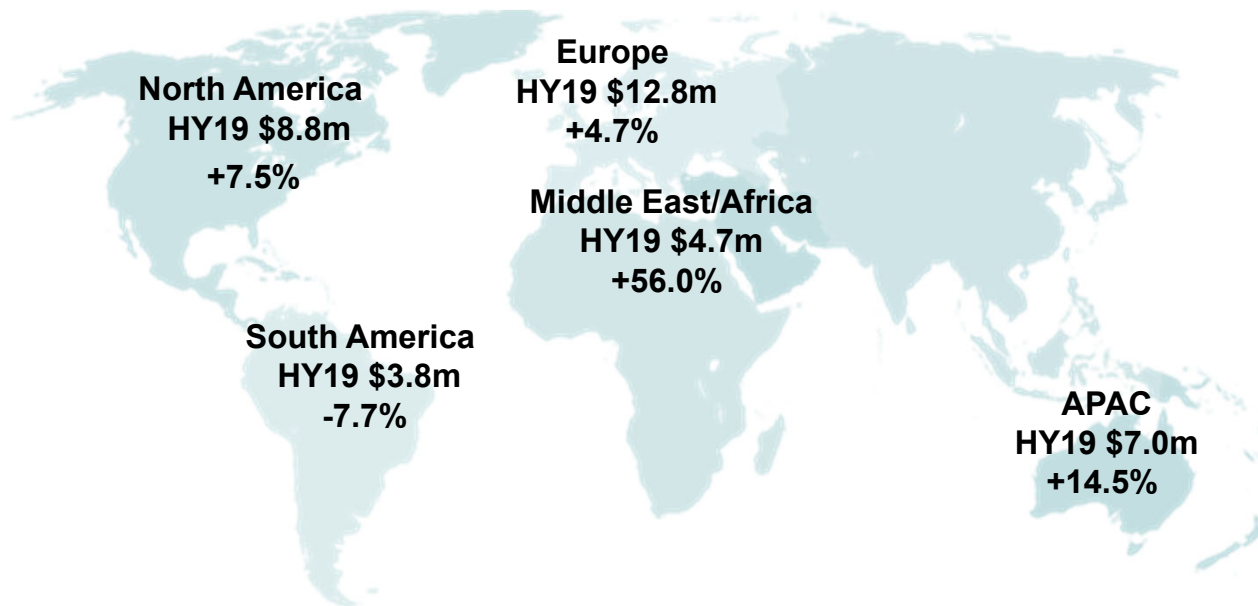 North America
HY19 $8.8m
+7.5%
Europe
HY19 $12.8m
+4.7%
Middle East/Africa
HY19 $4.7m
+56.0%
South America
HY19 $3.8m
-7.7%
APAC
HY19 $7.0m
+14.5%